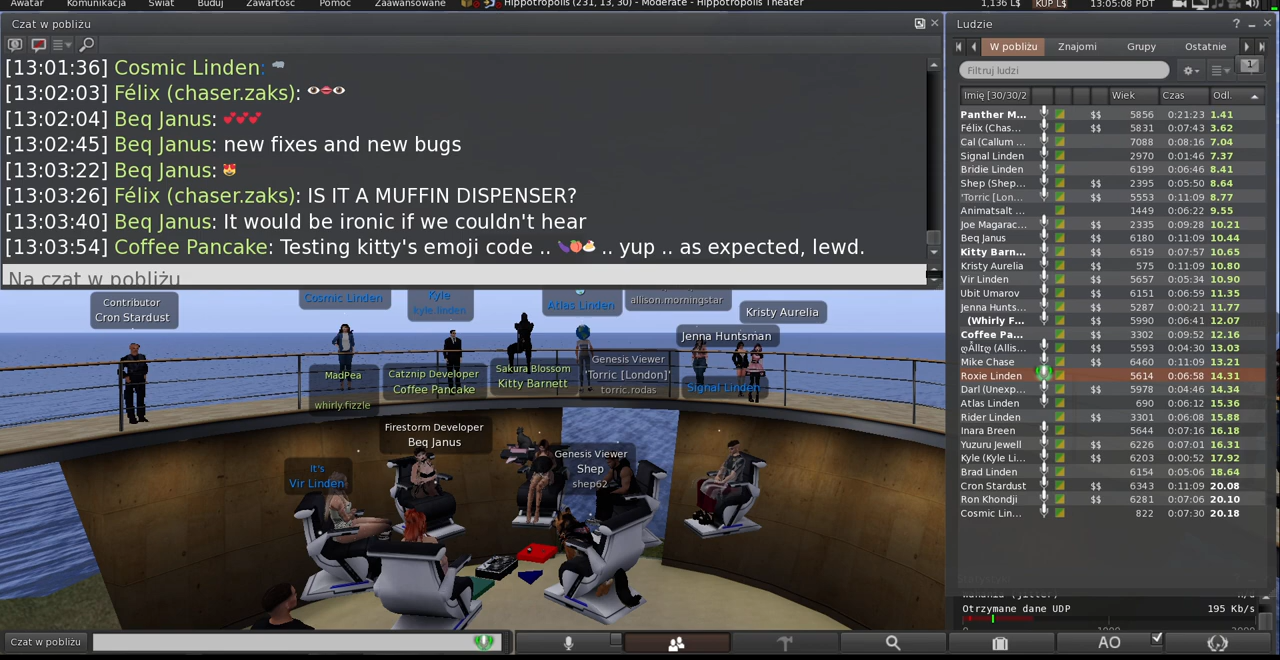 Awatar Komunikacja Świat Buduj Zawartość Pomoc Zaawansowane Hippotropolis (231, 13, 30) - Moderate - Hippotropolis Theater 1,136 L$ KUP L$ 13:05:08 PDT
Czat w pobliżu
[13:01:36] Cosmic Linden:
[13:02:03] Félix (chaser.zaks):
[13:02:04] Beq Janus:
[13:02:45] Beq Janus: new fixes and new bugs
[13:03:22] Beq Janus:
[13:03:26] Félix (chaser.zaks): IS IT A MUFFIN DISPENSER?
[13:03:40] Beq Janus: It would be ironic if we couldn't hear
[13:03:54] Coffee Pancake: Testing kitty's emoji code .. 🍆🍑🍨 .. yup .. as expected, lewd.
Na czat w pobliżu
Contributor
Cron Stardust
Cosmic Linden
Kyle
kyle.linden
Atlas Linden
allison.morningstar
Kristy Aurelia
Jenna Huntsman
MadPea
whirly.fizzle
Catznip Developer
Coffee Pancake
Sakura Blossom
Kitty Barnett
Genesis Viewer
'Torric [London]'
torric.rodas
Signal Linden
Firestorm Developer
Beq Janus
Genesis Viewer
Shep
shep62
It's
Vir Linden
Ludzie
W pobliżu Znajomi Grupy Ostatnie
Filtruj ludzi
1
Imię [30/30/2 Wiek Czas Odl.
Panther M... $$ 5856 0:21:23 1.41
Félix (Chas... $$ 5831 0:07:43 3.62
Cal (Callum ... 7088 0:08:16 7.04
Signal Linden 2970 0:01:46 7.37
Bridie Linden 6199 0:06:46 8.41
Shep (Shep... $$ 2395 0:05:50 8.64
'Torric [Lon... $$ 5553 0:11:09 8.77
Animatsalt ... 1449 0:06:22 9.55
Joe Magarac... $$ 2335 0:09:28 10.21
Beq Janus $$ 6180 0:11:09 10.44
Kitty Barn... $$ 6519 0:07:57 10.65
Kristy Aurelia $$ 575 0:11:09 10.80
Vir Linden $$ 5657 0:05:34 10.90
Ubit Umarov $$ 6151 0:06:59 11.35
Jenna Hunts... $$ 5287 0:00:21 11.77
(Whirly F... $$ 5990 0:06:41 12.07
Coffee Pa... $$ 3302 0:09:52 12.16
(Allis... $$ 5593 0:04:30 13.03
Mike Chase $$ 6460 0:11:09 13.21
Roxie Linden 5614 0:06:58 14.31
Darl (Unexp... $$ 5978 0:04:46 14.34
Atlas Linden 690 0:06:12 15.36
Rider Linden $$ 3301 0:06:08 15.88
Inara Breen 5644 0:07:16 16.18
Yuzuru Jewell $$ 6226 0:07:01 16.31
Kyle (Kyle Li... $$ 6203 0:00:52 17.92
Brad Linden 6154 0:05:06 18.64
Cron Stardust $$ 6343 0:11:09 20.08
Ron Khondji $$ 6281 0:07:06 20.10
Cosmic Lin... 822 0:07:30 20.18
Otrzymane dane UDP 195 Kb/s
Czat w pobliżu
AO